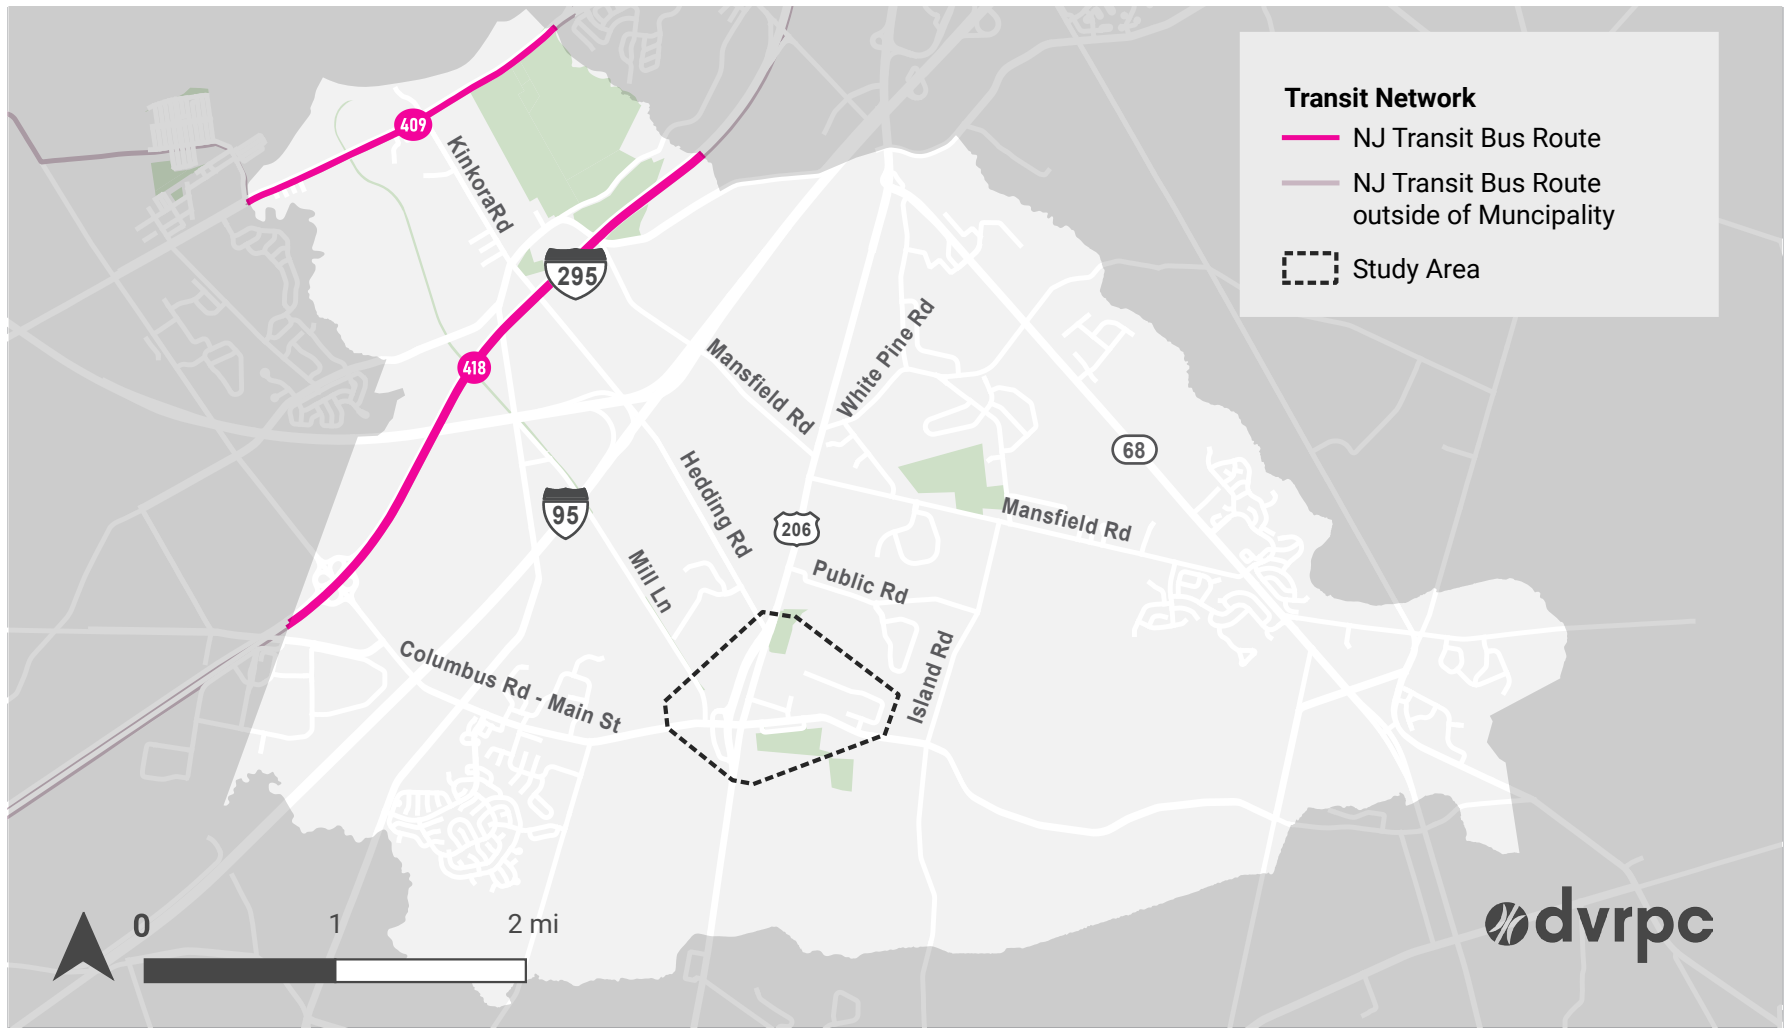 Transit Network
NJ Transit Bus Route
NJ Transit Bus Route
outside of Muncipality
Study Area
409
KinkoraRd
295
418
Mansfield Rd
White Pine Rd
68
Hedding Rd
95
206
Mansfield Rd
Mill Ln
Public Rd
Columbus Rd - Main St
Island Rd
0
1
2 mi
dvrpc